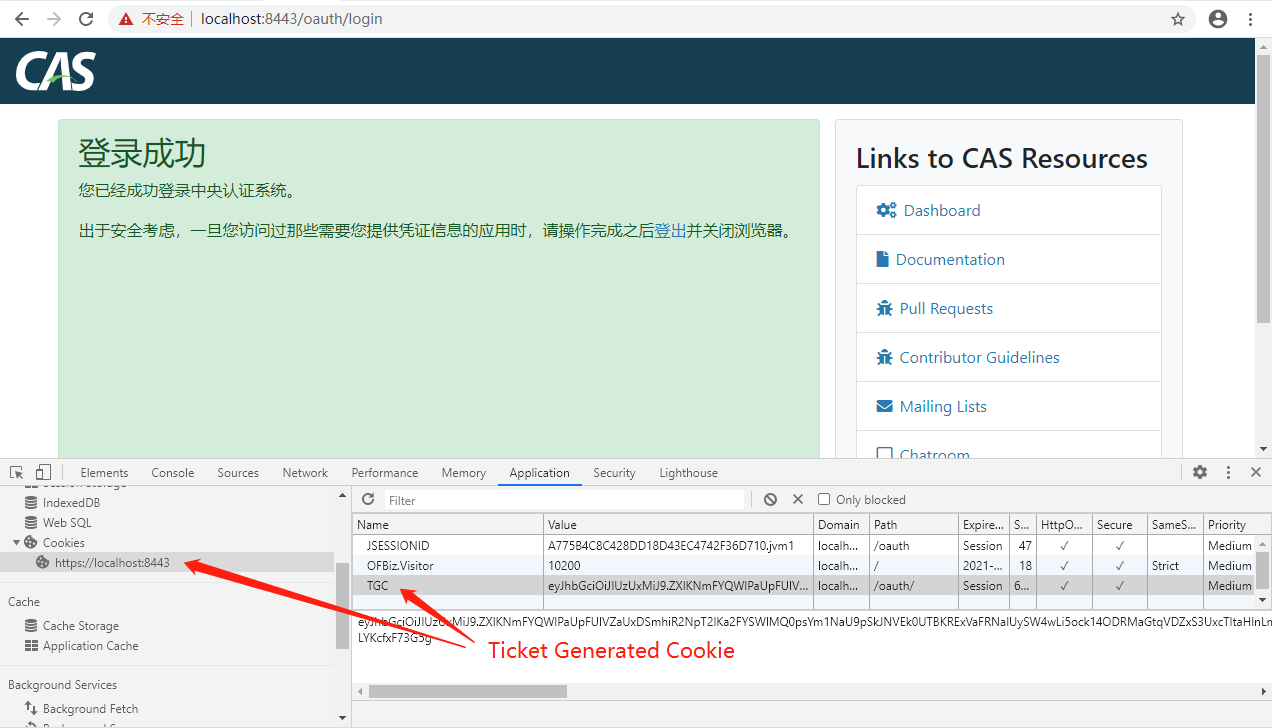 不安全 localhost:8443/oauth/login
CAS
登录成功
您已经成功登录中央认证系统。
出于安全考虑，一旦您访问过那些需要您提供凭证信息的应用时，请操作完成之后登出并关闭浏览器。
Links to CAS Resources
Dashboard
Documentation
Pull Requests
Contributor Guidelines
Mailing Lists
Chatroom
Elements Console Sources Network Performance Memory Application Security Lighthouse
IndexedDB
Web SQL
Cookies
https://localhost:8443
Cache
Cache Storage
Application Cache
Background Services
Background Fetch
Filter Only blocked
Name Value Domain Path Expire... S... HttpO... Secure SameS... Priority
JSESSIONID A775B4C8C428DD18D43EC4742F36D710.jvm1 localh... /oauth Session 47 ✓ ✓ Medium
OFBiz.Visitor 10200 localh... / 2021-... 18 ✓ ✓ Strict Medium
TGC eyJhbGciOiJIUzUxMiJ9.ZXlKNmFYQWlPaUpFUlV... localh... /oauth/ Session 6... ✓ ✓ Medium
Ticket Generated Cookie